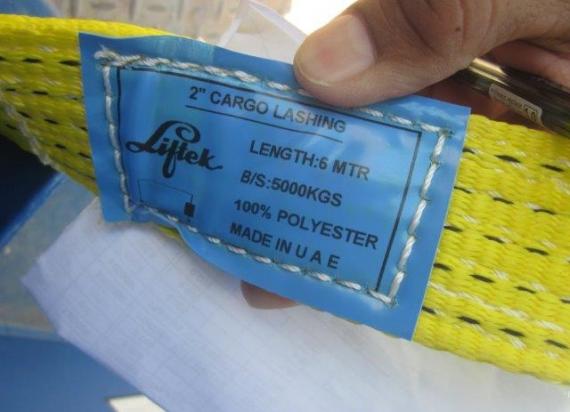 2" CARGO LASHING
Liftek
LENGTH:6 MTR
B/S:5000KGS
100% POLYESTER
MADE IN U A E